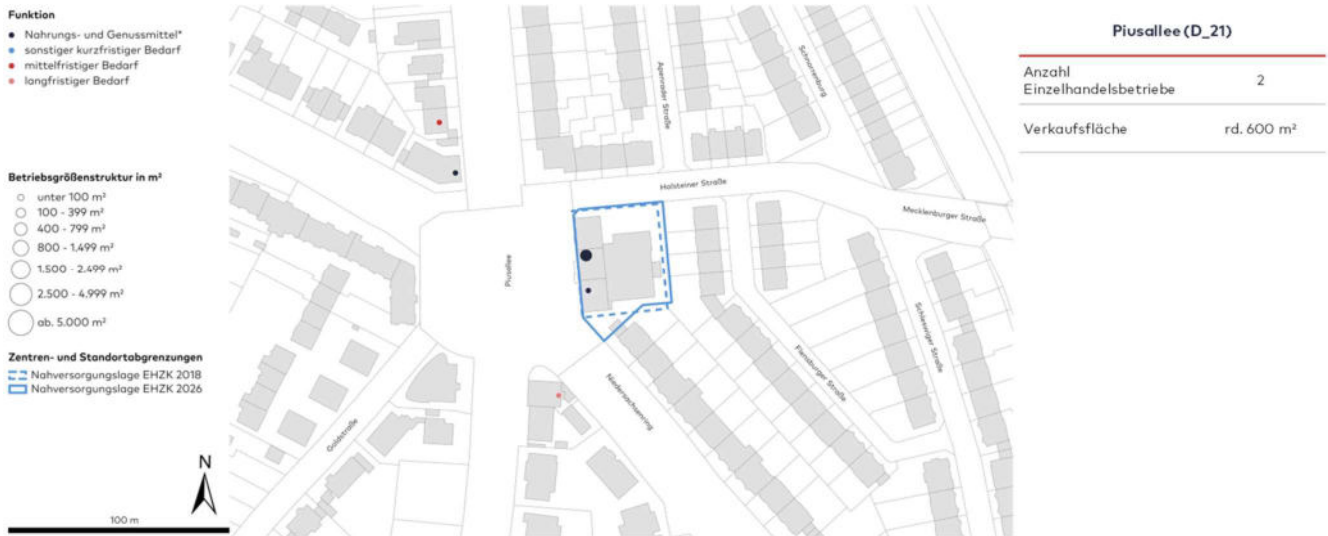 Funktion
Nahrungs- und Genussmittel*
sonstiger kurzfristiger Bedarf
mittelfristiger Bedarf
langfristiger Bedarf
Betriebsgrößenstruktur in m²
unter 100 m²
100 - 399 m²
400 - 799 m²
800 - 1.499 m²
1.500 - 2.499 m²
2.500 - 4.999 m²
ab. 5.000 m²
Zentren- und Standortabgrenzungen
Nahversorgungslage EHZK 2018
Nahversorgungslage EHZK 2026
N
100 m
Apenrader Straße
Schnorrenburg
Holsteiner Straße
Mecklenburger Straße
Piusallee
Schleswiger Straße
Flensburger Straße
Niedersachsenring
Goldstraße
Piusallee (D_21)
Anzahl
Einzelhandelsbetriebe 2
Verkaufsfläche rd. 600 m²